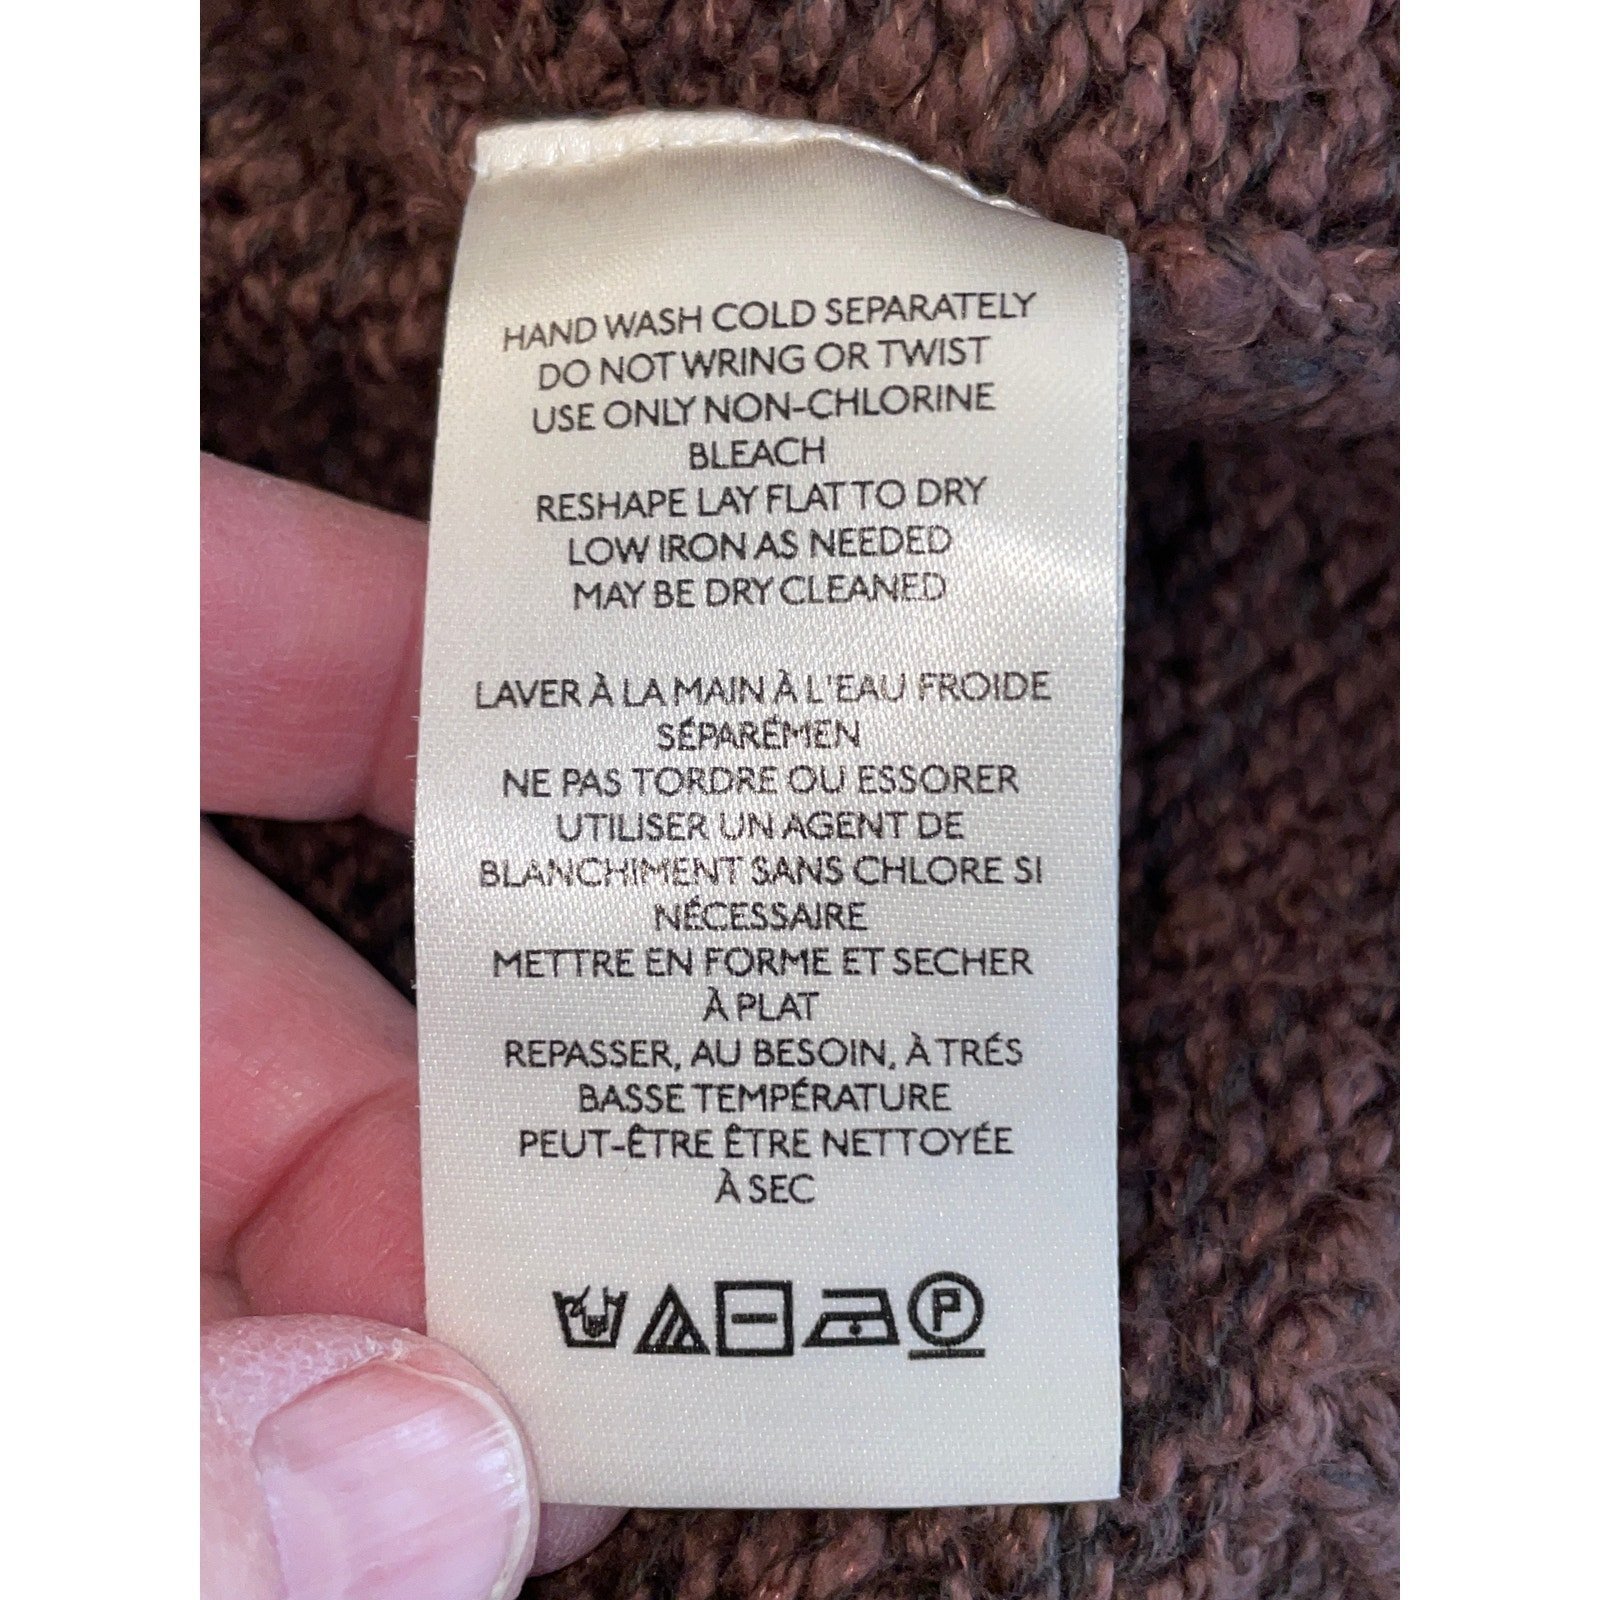 HAND WASH COLD SEPARATELY
DO NOT WRING OR TWIST
USE ONLY NON-CHLORINE
BLEACH
RESHAPE LAY FLAT TO DRY
LOW IRON AS NEEDED
MAY BE DRY CLEANED
LAVER À LA MAIN À L'EAU FROIDE
SÉPARÉMEN
NE PAS TORDRE OU ESSORER
UTILISER UN AGENT DE
BLANCHIMENT SANS CHLORE SI
NÉCESSAIRE
METTRE EN FORME ET SECHER
À PLAT
REPASSER, AU BESOIN, À TRÉS
BASSE TEMPÉRATURE
PEUT-ÊTRE ÊTRE NETTOYÉE
À SEC
P